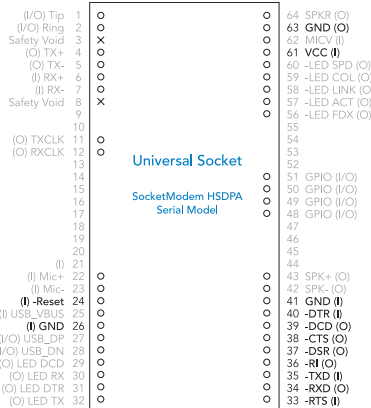 (I/O) Tip 1
(I/O) Ring 2
Safety Void 3
(O) TX+ 4
(O) TX- 5
(I) RX+ 6
(I) RX- 7
Safety Void 8
9
10
(O) TXCLK 11
(O) RXCLK 12
13
14
15
16
17
18
19
20
(I) 21
(I) Mic+ 22
(I) Mic- 23
(I) -Reset 24
(I) USB_VBUS 25
(I) GND 26
(I/O) USB_DP 27
(I/O) USB_DN 28
(O) LED DCD 29
(O) LED RX 30
(O) LED DTR 31
(O) LED TX 32
Universal Socket
SocketModem HSDPA
Serial Model
64 SPKR (O)
63 GND (O)
62 MICV (I)
61 VCC (I)
60 -LED SPD (O)
59 -LED COL (O)
58 -LED LINK (O)
57 -LED ACT (O)
56 -LED FDX (O)
55
54
53
52
51 GPIO (I/O)
50 GPIO (I/O)
49 GPIO (I/O)
48 GPIO (I/O)
47
46
45
44
43 SPK+ (O)
42 SPK- (O)
41 GND (I)
40 -DTR (I)
39 -DCD (O)
38 -CTS (O)
37 -DSR (O)
36 -RI (O)
35 -TXD (I)
34 -RXD (O)
33 -RTS (I)